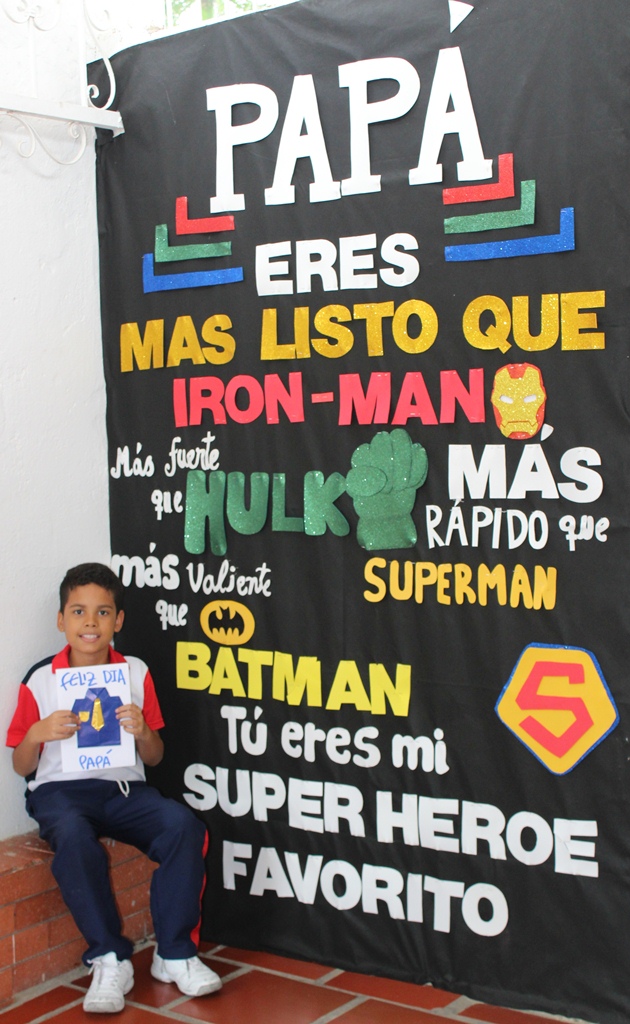 PAPÁ
ERES
MAS LISTO QUE
IRON-MAN
Más fuerte
que
HULK
MÁS
RÁPIDO que
SUPERMAN
más Valiente
que
BATMAN
S
Tú eres mi
SUPER HEROE
FAVORITO
FELIZ DIA
PAPÁ